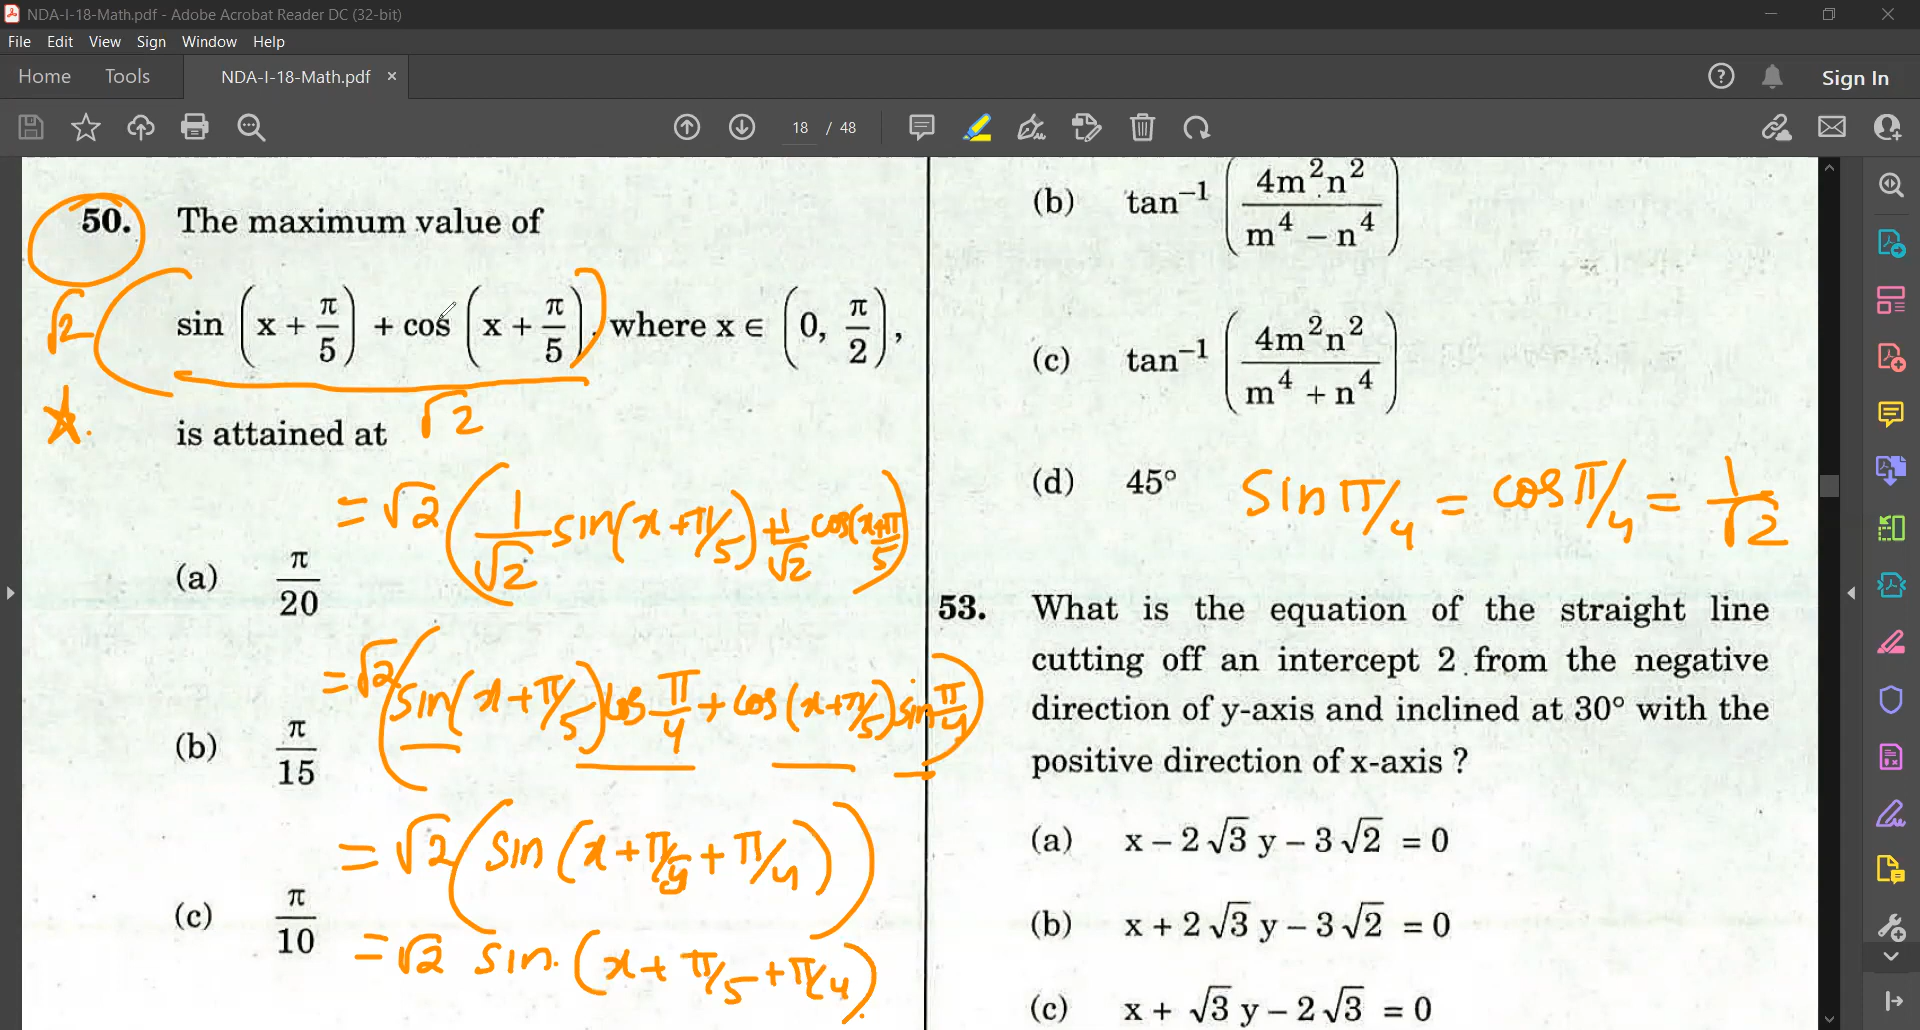 NDA-I-18-Math.pdf - Adobe Acrobat Reader DC (32-bit)
File Edit View Sign Window Help
Home Tools NDA-I-18-Math.pdf × Sign In
18 / 48
50. The maximum value of
√2 ( sin (x + π/5) + cos (x + π/5) ), where x ∈ (0, π/2),
√2
is attained at
= √2 ( 1/√2 sin(x + π/5) + 1/√2 cos(x + π/5) )
(a) π/20
= √2 ( sin(x + π/5) cos π/4 + cos (x + π/5) sin π/4 )
(b) π/15
= √2 ( sin (x + π/5 + π/4) )
(c) π/10
= √2 sin. (x + π/5 + π/4).
(b) tan⁻¹ (4m²n² / m⁴ − n⁴)
(c) tan⁻¹ (4m²n² / m⁴ + n⁴)
(d) 45°
sin π/4 = cos π/4 = 1/√2
53. What is the equation of the straight line
cutting off an intercept 2 from the negative
direction of y-axis and inclined at 30° with the
positive direction of x-axis ?
(a) x − 2√3 y − 3√2 = 0
(b) x + 2√3 y − 3√2 = 0
(c) x + √3 y − 2√3 = 0